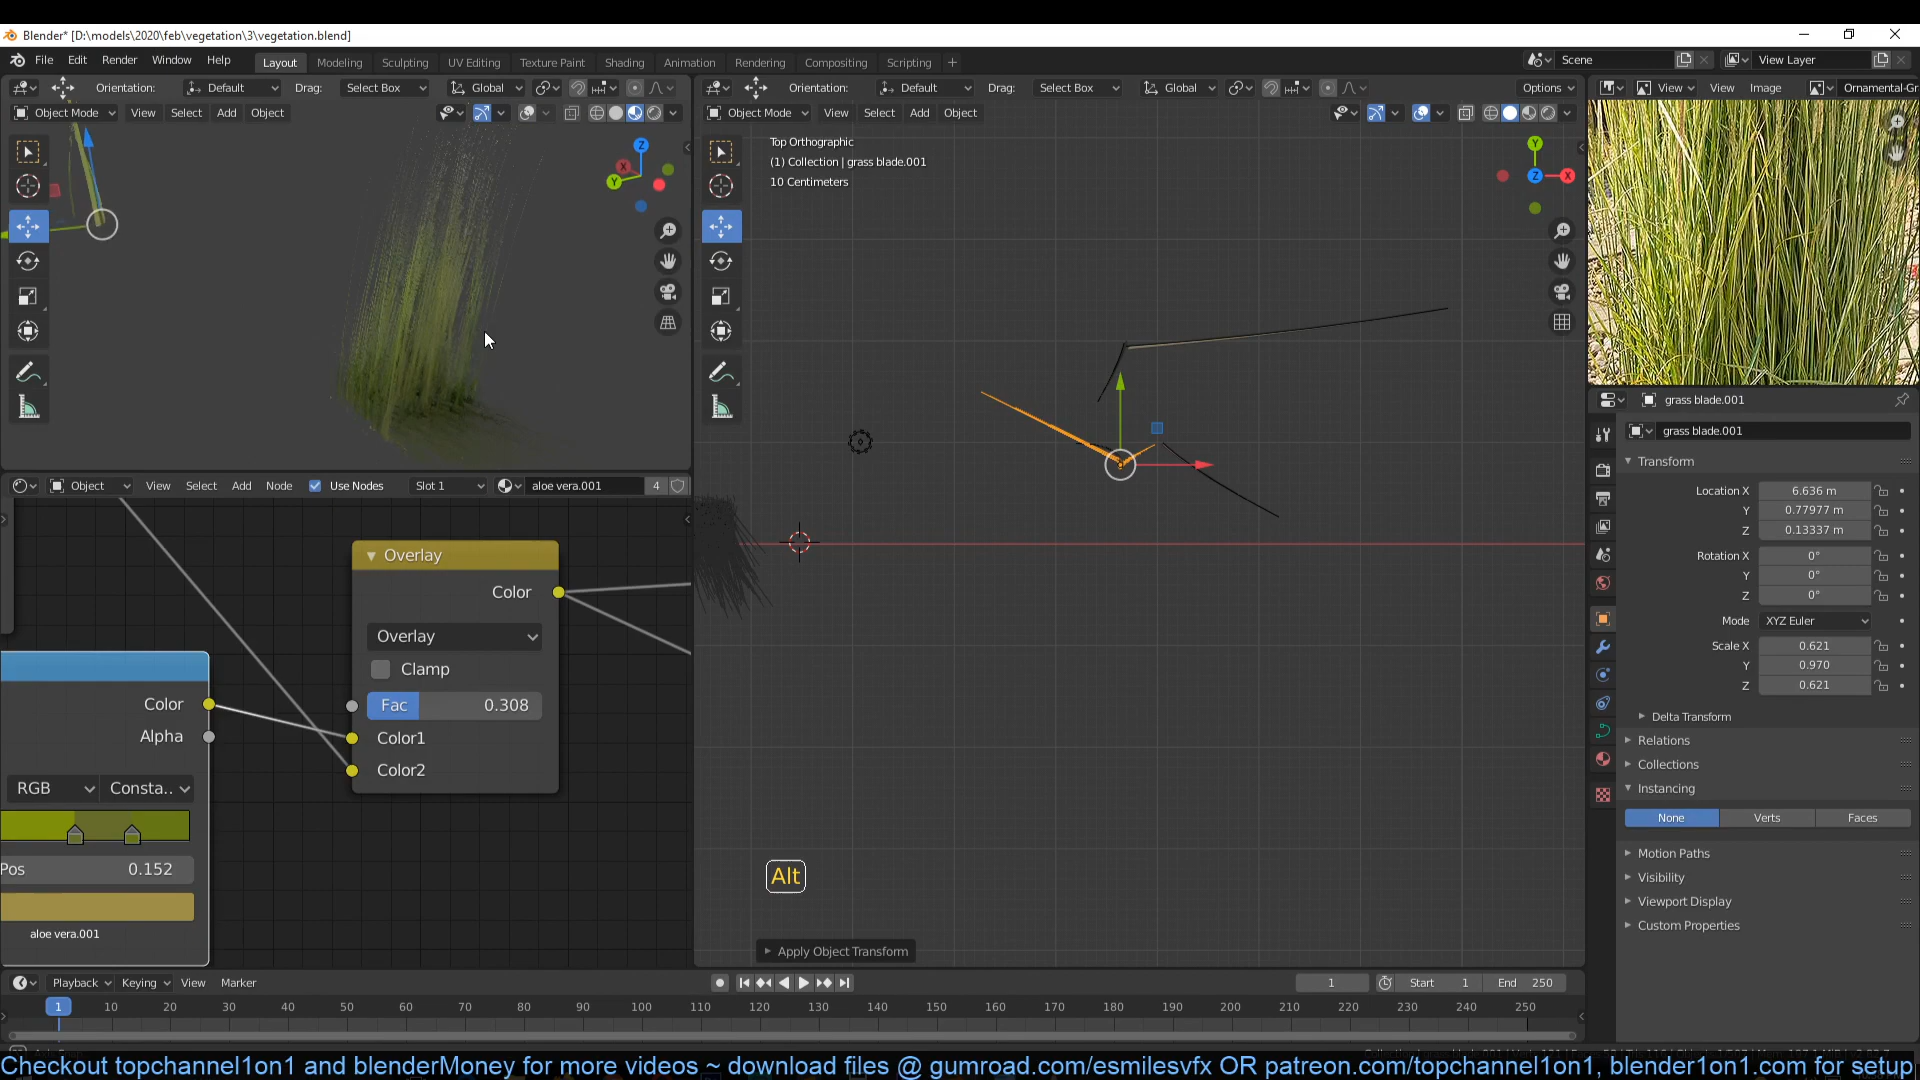 Blender* [D:\models\2020\feb\vegetation\3\vegetation.blend]
File Edit Render Window Help Layout Modeling Sculpting UV Editing Texture Paint Shading Animation Rendering Compositing Scripting + Scene View Layer
Orientation: Default Drag: Select Box Global Orientation: Default Drag: Select Box Global Options View View Image Ornamental-Gr
Object Mode View Select Add Object Object Mode View Select Add Object
Top Orthographic
(1) Collection | grass blade.001
10 Centimeters
Z
X
Y
Y
Z
X
grass blade.001
grass blade.001
Transform
Location X 6.636 m
Y 0.77977 m
Z 0.13337 m
Rotation X 0°
Y 0°
Z 0°
Mode XYZ Euler
Scale X 0.621
Y 0.970
Z 0.621
Delta Transform
Relations
Collections
Instancing
None Verts Faces
Motion Paths
Visibility
Viewport Display
Custom Properties
Object View Select Add Node Use Nodes Slot 1 aloe vera.001 4
Overlay
Color
Overlay
Clamp
Fac 0.308
Color1
Color2
Color
Alpha
RGB Consta..
Pos 0.152
aloe vera.001
Alt
Apply Object Transform
Playback Keying View Marker 1 Start 1 End 250
1 10 20 30 40 50 60 70 80 90 100 110 120 130 140 150 160 170 180 190 200 210 220 230 240 250
Checkout topchannel1on1 and blenderMoney for more videos ~ download files @ gumroad.com/esmilesvfx OR patreon.com/topchannel1on1, blender1on1.com for setup